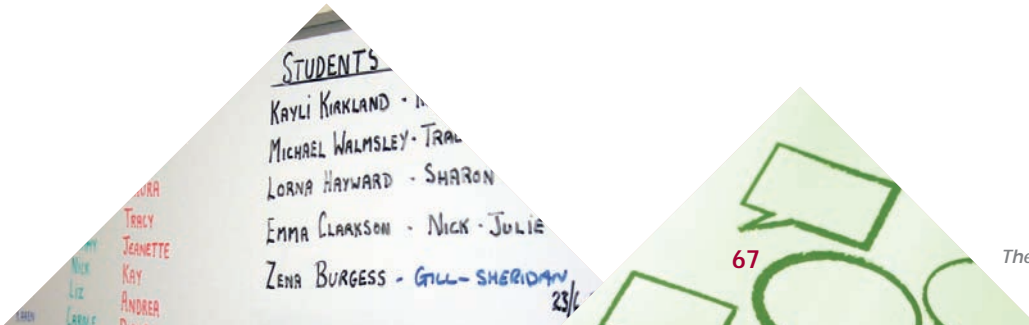 STUDENTS
KAYLI KIRKLAND -
MICHAEL WALMSLEY -
LORNA HAYWARD - SHARON
EMMA CLARKSON - NICK - JULIE
ZENA BURGESS - GILL - SHERIDAN
TRACY
JEANETTE
NICK
KAY
LIZ
ANDREA
67
The